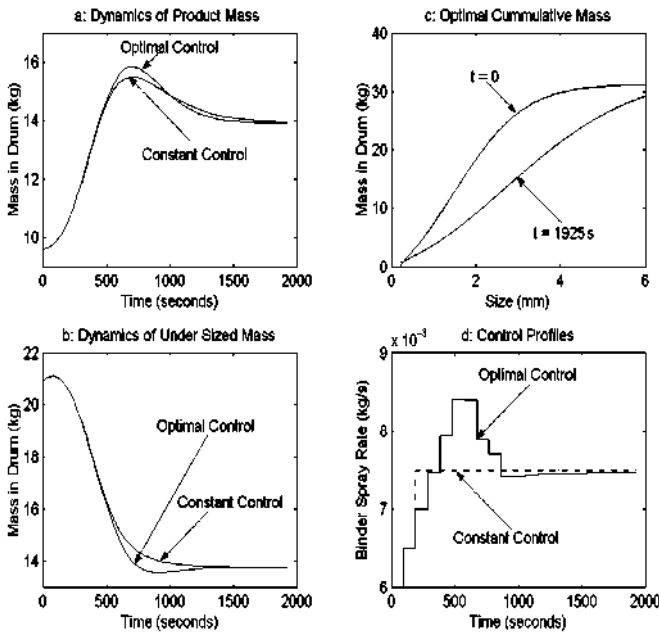 a: Dynamics of Product Mass
16
14
12
10
Mass in Drum (kg)
Optimal Control
Constant Control
0 500 1000 1500 2000
Time (seconds)
c: Optimal Cummulative Mass
40
30
20
10
0
Mass in Drum (kg)
t = 0
t = 1925s
0 2 4 6
Size (mm)
b: Dynamics of Under Sized Mass
22
20
18
16
14
Mass in Drum (kg)
Optimal Control
Constant Control
0 500 1000 1500 2000
Time (seconds)
d: Control Profiles
x 10⁻³
9
8
7
6
Binder Spray Rate (kg/s)
Optimal Control
Constant Control
0 500 1000 1500 2000
Time (seconds)